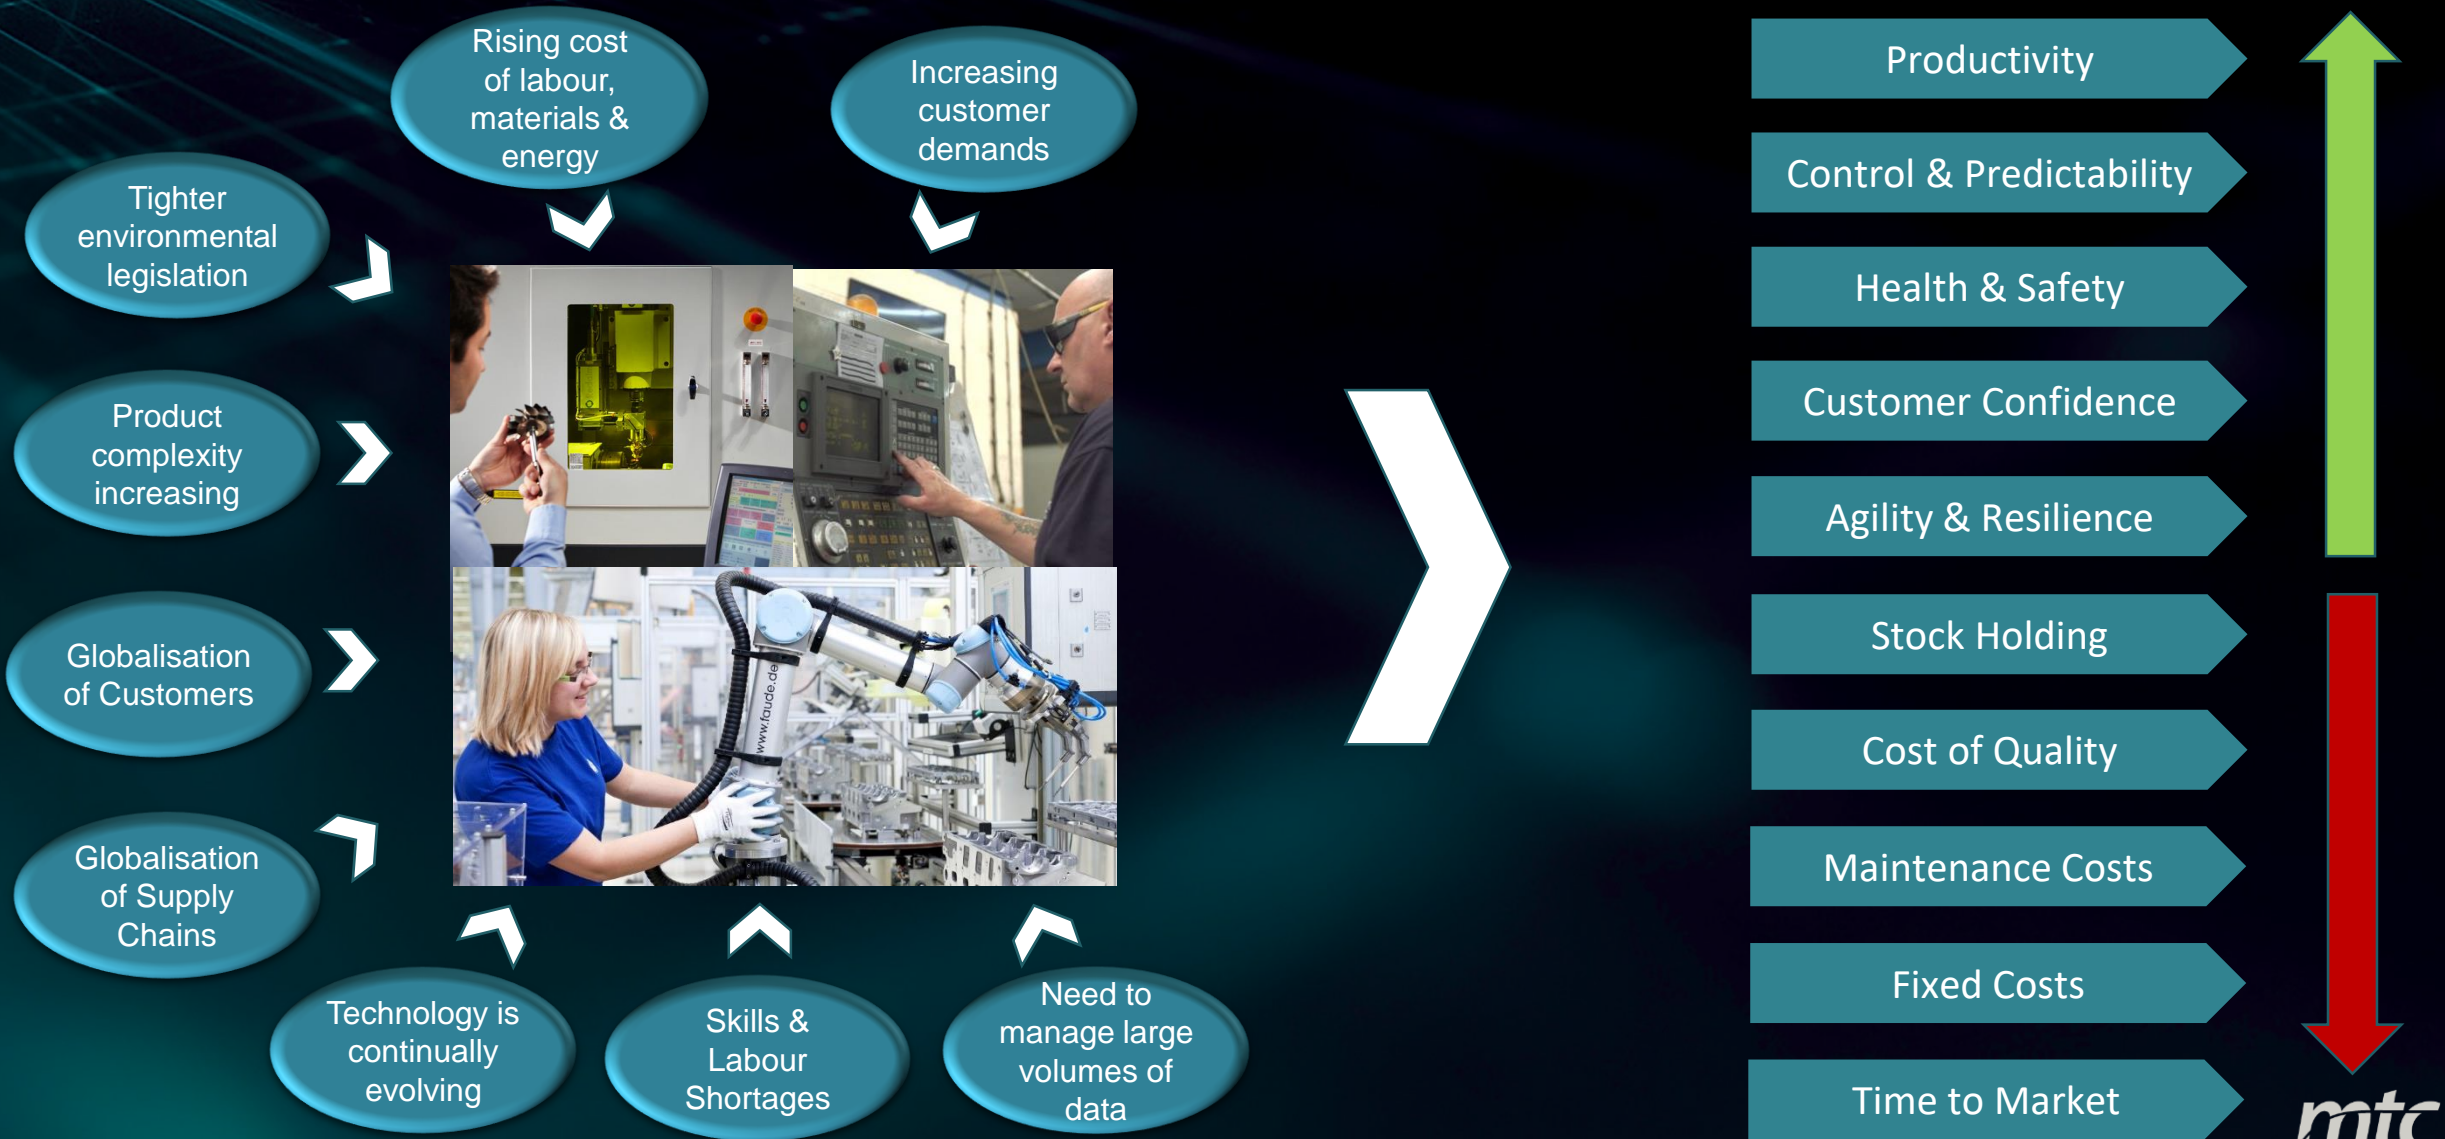 Rising cost
of labour,
materials &
energy
Increasing
customer
demands
Tighter
environmental
legislation
Product
complexity
increasing
Globalisation
of Customers
Globalisation
of Supply
Chains
Technology is
continually
evolving
Skills &
Labour
Shortages
Need to
manage large
volumes of
data
www.faude.de
Productivity
Control & Predictability
Health & Safety
Customer Confidence
Agility & Resilience
Stock Holding
Cost of Quality
Maintenance Costs
Fixed Costs
Time to Market
mtc